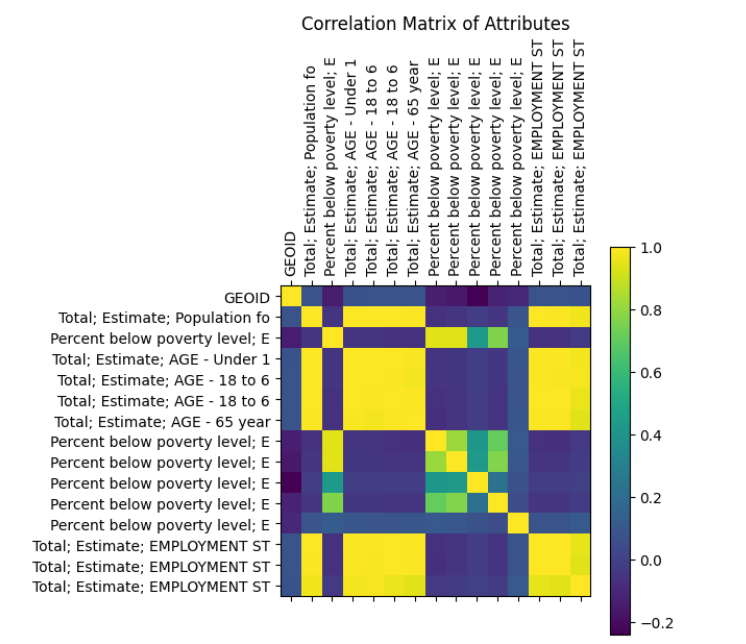 Correlation Matrix of Attributes
GEOID
Total; Estimate; Population fo
Percent below poverty level; E
Total; Estimate; AGE - Under 1
Total; Estimate; AGE - 18 to 6
Total; Estimate; AGE - 18 to 6
Total; Estimate; AGE - 65 year
Percent below poverty level; E
Percent below poverty level; E
Percent below poverty level; E
Percent below poverty level; E
Percent below poverty level; E
Total; Estimate; EMPLOYMENT ST
Total; Estimate; EMPLOYMENT ST
Total; Estimate; EMPLOYMENT ST
GEOID
Total; Estimate; Population fo
Percent below poverty level; E
Total; Estimate; AGE - Under 1
Total; Estimate; AGE - 18 to 6
Total; Estimate; AGE - 18 to 6
Total; Estimate; AGE - 65 year
Percent below poverty level; E
Percent below poverty level; E
Percent below poverty level; E
Percent below poverty level; E
Percent below poverty level; E
Total; Estimate; EMPLOYMENT ST
Total; Estimate; EMPLOYMENT ST
Total; Estimate; EMPLOYMENT ST
1.0
0.8
0.6
0.4
0.2
0.0
−0.2